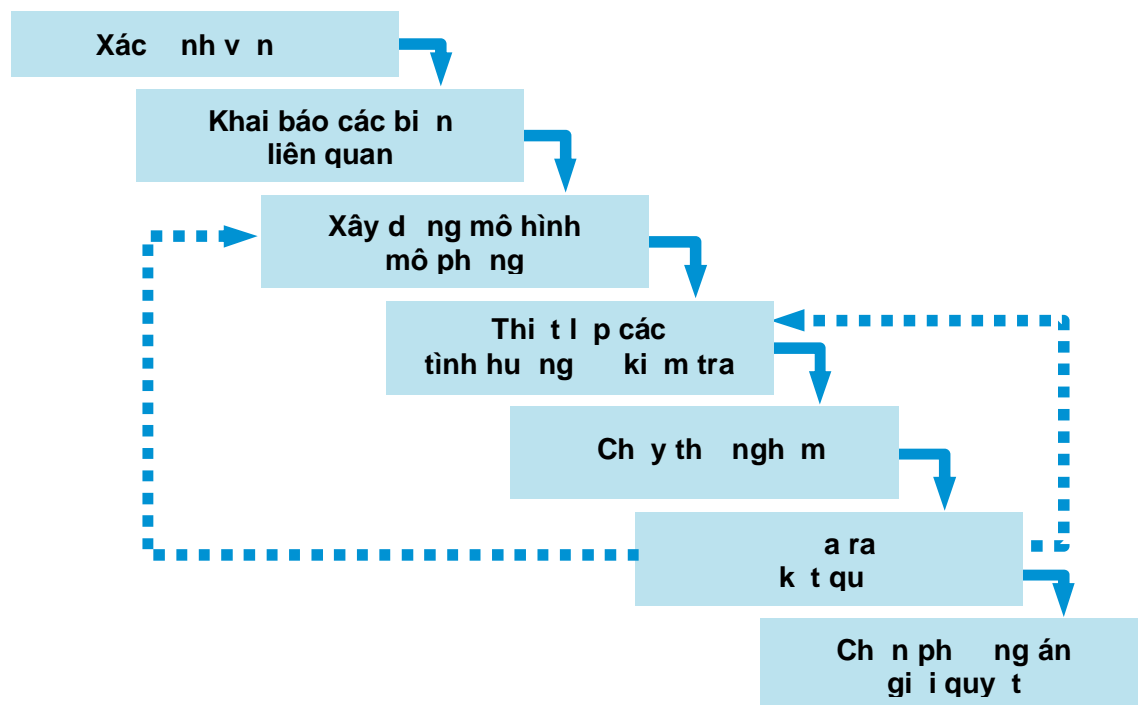 Xác nh v n
Khai báo các bi n
liên quan
Xây d ng mô hình
mô ph ng
Thi t l p các
tình hu ng ki m tra
Ch y th ngh m
a ra
k t qu
Ch n ph ng án
gi i quy t